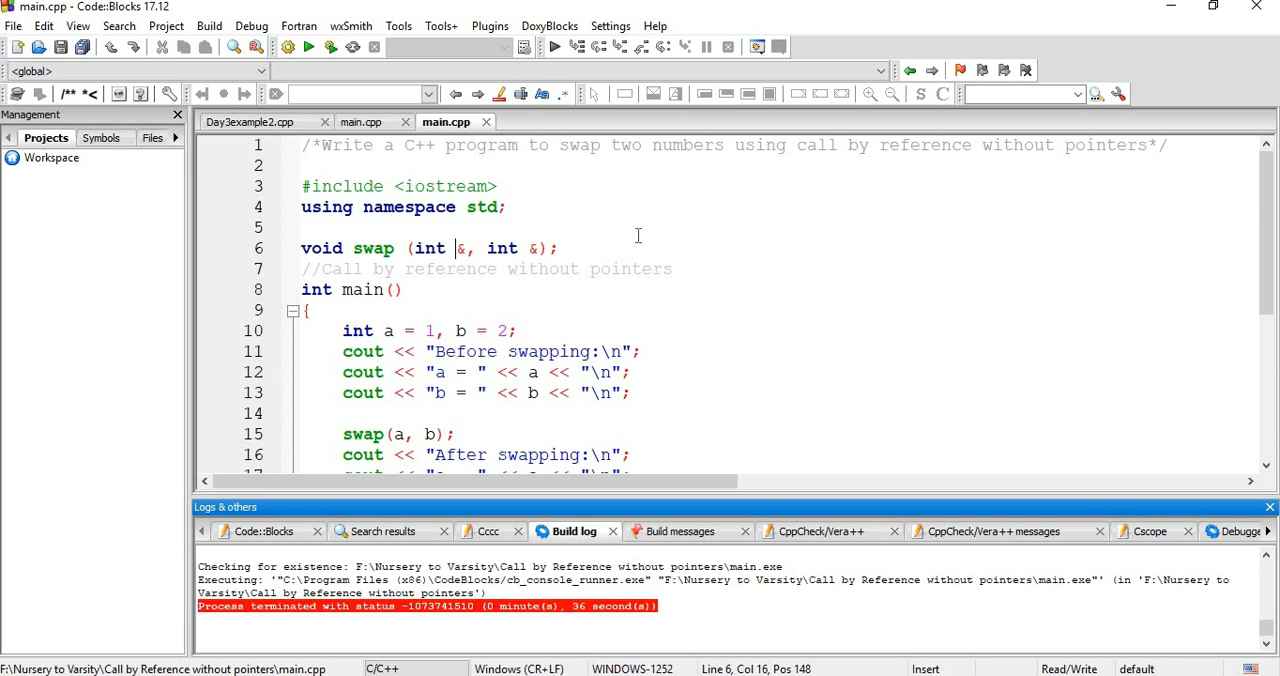 main.cpp - Code::Blocks 17.12
File Edit View Search Project Build Debug Fortran wxSmith Tools Tools+ Plugins DoxyBlocks Settings Help
<global>
/** *<
S C
Management
Projects Symbols Files
Workspace
Day3example2.cpp main.cpp main.cpp
1 /*Write a C++ program to swap two numbers using call by reference without pointers*/
2
3 #include <iostream>
4 using namespace std;
5
6 void swap (int &, int &);
7 //Call by reference without pointers
8 int main()
9 {
10 int a = 1, b = 2;
11 cout << "Before swapping:\n";
12 cout << "a = " << a << "\n";
13 cout << "b = " << b << "\n";
14
15 swap(a, b);
16 cout << "After swapping:\n";
Logs & others
Code::Blocks Search results Cccc Build log Build messages CppCheck/Vera++ CppCheck/Vera++ messages Cscope Debugge
Checking for existence: F:\Nursery to Varsity\Call by Reference without pointers\main.exe
Executing: '"C:\Program Files (x86)\CodeBlocks/cb_console_runner.exe" "F:\Nursery to Varsity\Call by Reference without pointers\main.exe"' (in 'F:\Nursery to
Varsity\Call by Reference without pointers')
Process terminated with status -1073741510 (0 minute(s), 36 second(s))
F:\Nursery to Varsity\Call by Reference without pointers\main.cpp C/C++ Windows (CR+LF) WINDOWS-1252 Line 6, Col 16, Pos 148 Insert Read/Write default